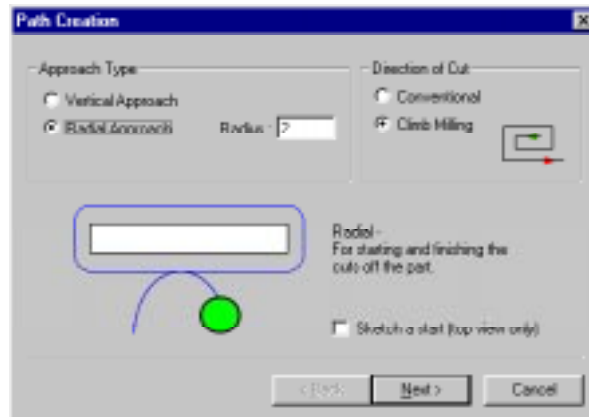 Path Creation
Approach Type
Vertical Approach
Radial Approach Radius : 2
Direction of Cut
Conventional
Climb Milling
Radial -
For starting and finishing the
cuts off the part.
Sketch a start (top view only)
< Back Next > Cancel